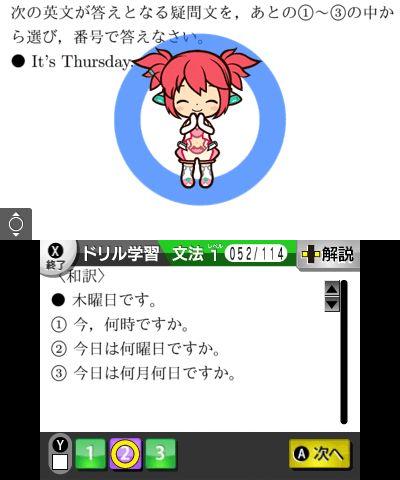 次の英文が答えとなる疑問文を，あとの①〜③の中か
ら選び，番号で答えなさい。
● It's Thursday.
X
終了
ドリル学習
文法
レベル
1
052/114
解説
〈和訳〉
● 木曜日です。
① 今，何時ですか。
② 今日は何曜日ですか。
③ 今日は何月何日ですか。
Y
1
2
3
A 次へ